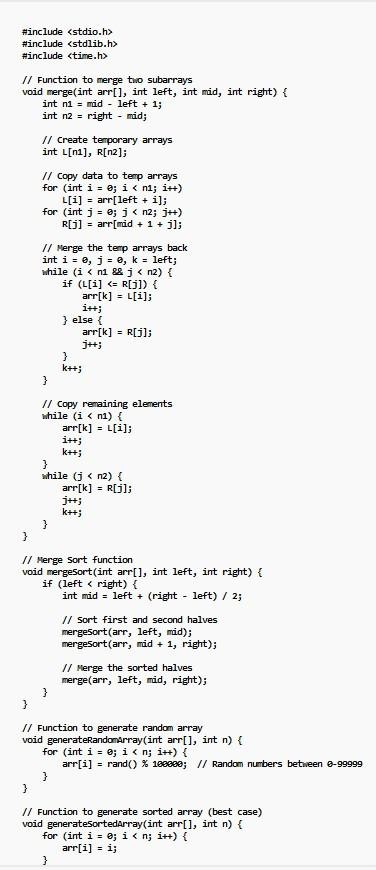 #include <stdio.h>
#include <stdlib.h>
#include <time.h>

// Function to merge two subarrays
void merge(int arr[], int left, int mid, int right) {
    int n1 = mid - left + 1;
    int n2 = right - mid;

    // Create temporary arrays
    int L[n1], R[n2];

    // Copy data to temp arrays
    for (int i = 0; i < n1; i++)
        L[i] = arr[left + i];
    for (int j = 0; j < n2; j++)
        R[j] = arr[mid + 1 + j];

    // Merge the temp arrays back
    int i = 0, j = 0, k = left;
    while (i < n1 && j < n2) {
        if (L[i] <= R[j]) {
            arr[k] = L[i];
            i++;
        } else {
            arr[k] = R[j];
            j++;
        }
        k++;
    }

    // Copy remaining elements
    while (i < n1) {
        arr[k] = L[i];
        i++;
        k++;
    }
    while (j < n2) {
        arr[k] = R[j];
        j++;
        k++;
    }
}

// Merge Sort function
void mergeSort(int arr[], int left, int right) {
    if (left < right) {
        int mid = left + (right - left) / 2;

        // Sort first and second halves
        mergeSort(arr, left, mid);
        mergeSort(arr, mid + 1, right);

        // Merge the sorted halves
        merge(arr, left, mid, right);
    }
}

// Function to generate random array
void generateRandomArray(int arr[], int n) {
    for (int i = 0; i < n; i++) {
        arr[i] = rand() % 100000;  // Random numbers between 0-99999
    }
}

// Function to generate sorted array (best case)
void generateSortedArray(int arr[], int n) {
    for (int i = 0; i < n; i++) {
        arr[i] = i;
    }